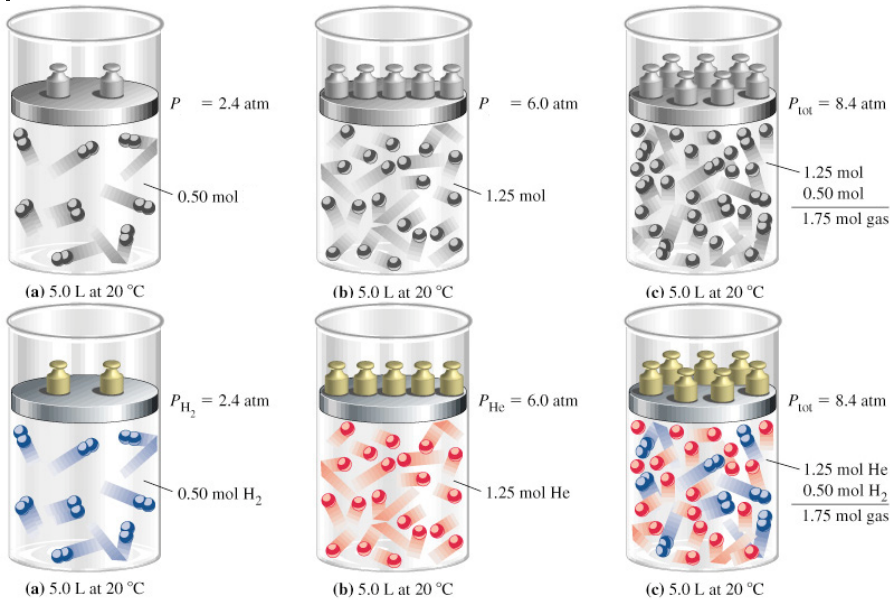 P = 2.4 atm
0.50 mol
(a) 5.0 L at 20 °C
P = 6.0 atm
1.25 mol
(b) 5.0 L at 20 °C
Ptot = 8.4 atm
1.25 mol
0.50 mol
1.75 mol gas
(c) 5.0 L at 20 °C
PH2 = 2.4 atm
0.50 mol H2
(a) 5.0 L at 20 °C
PHe = 6.0 atm
1.25 mol He
(b) 5.0 L at 20 °C
Ptot = 8.4 atm
1.25 mol He
0.50 mol H2
1.75 mol gas
(c) 5.0 L at 20 °C